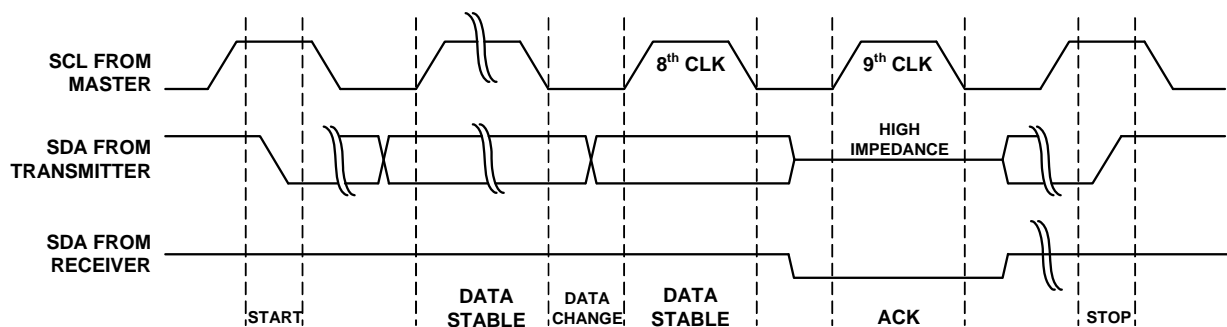 SCL FROM
MASTER
8th CLK
9th CLK
SDA FROM
TRANSMITTER
HIGH
IMPEDANCE
SDA FROM
RECEIVER
START
DATA
STABLE
DATA
CHANGE
DATA
STABLE
ACK
STOP